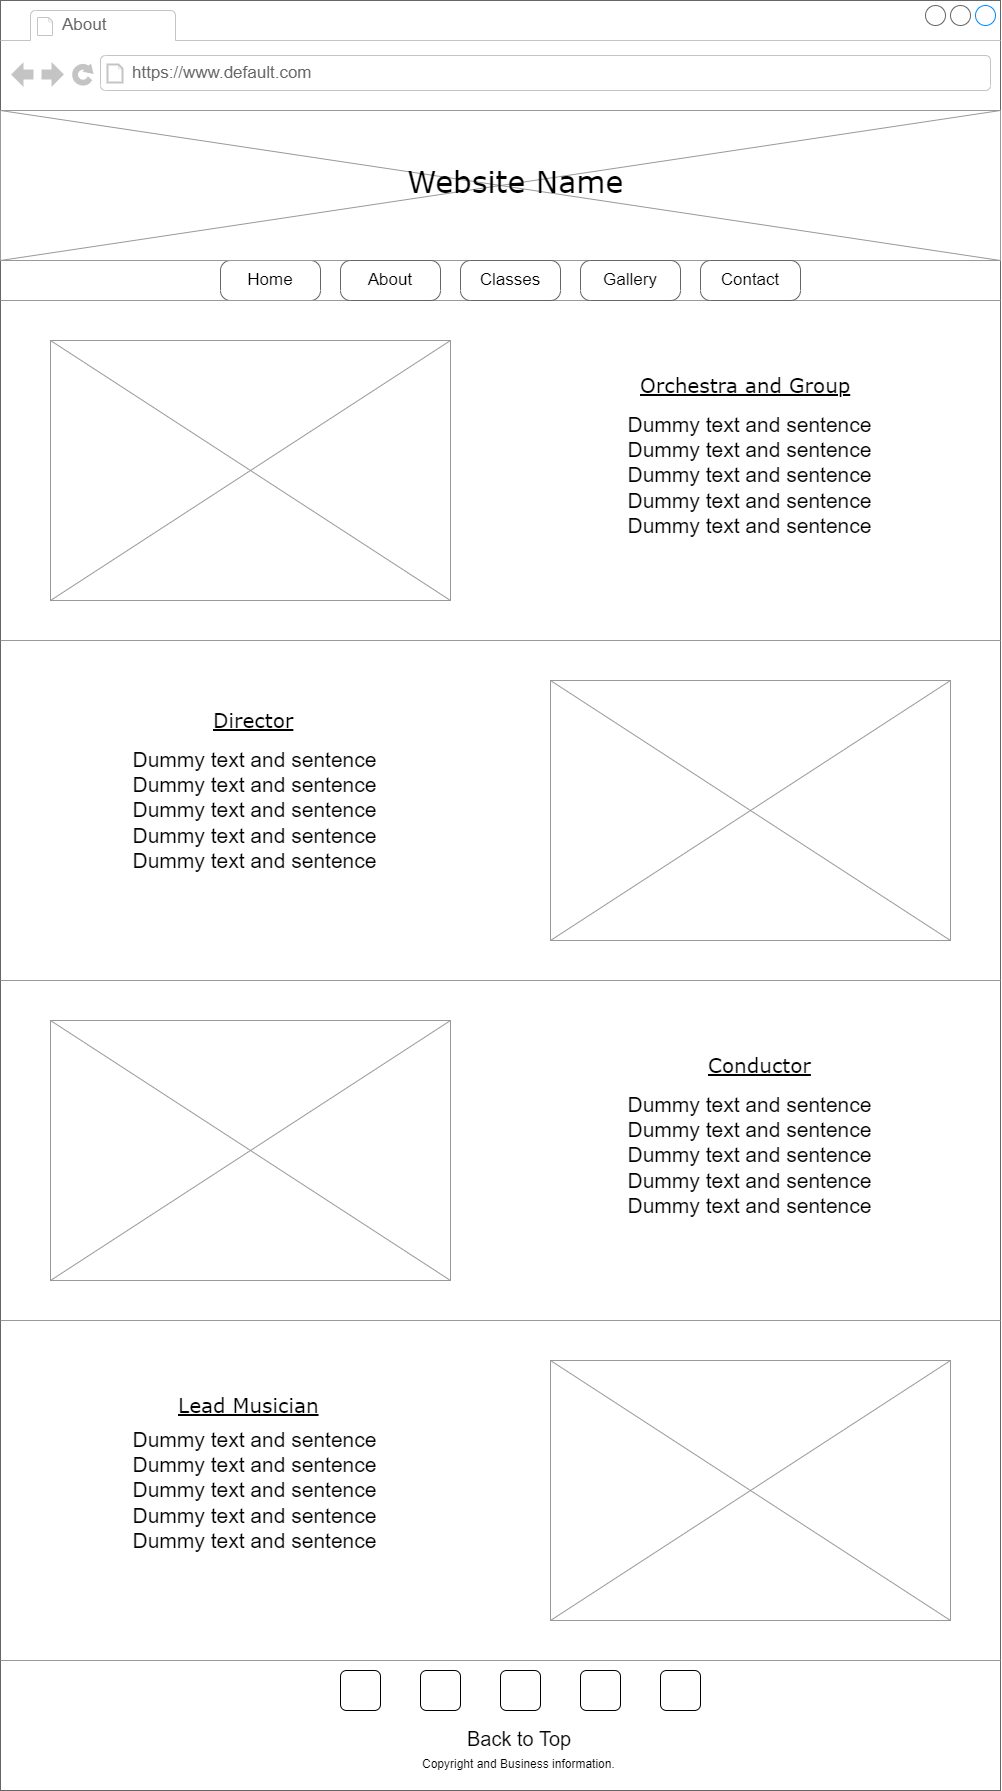 About
https://www.default.com
Website Name
Home About Classes Gallery Contact
Orchestra and Group
Dummy text and sentence
Dummy text and sentence
Dummy text and sentence
Dummy text and sentence
Dummy text and sentence
Director
Dummy text and sentence
Dummy text and sentence
Dummy text and sentence
Dummy text and sentence
Dummy text and sentence
Conductor
Dummy text and sentence
Dummy text and sentence
Dummy text and sentence
Dummy text and sentence
Dummy text and sentence
Lead Musician
Dummy text and sentence
Dummy text and sentence
Dummy text and sentence
Dummy text and sentence
Dummy text and sentence
Back to Top
Copyright and Business information.